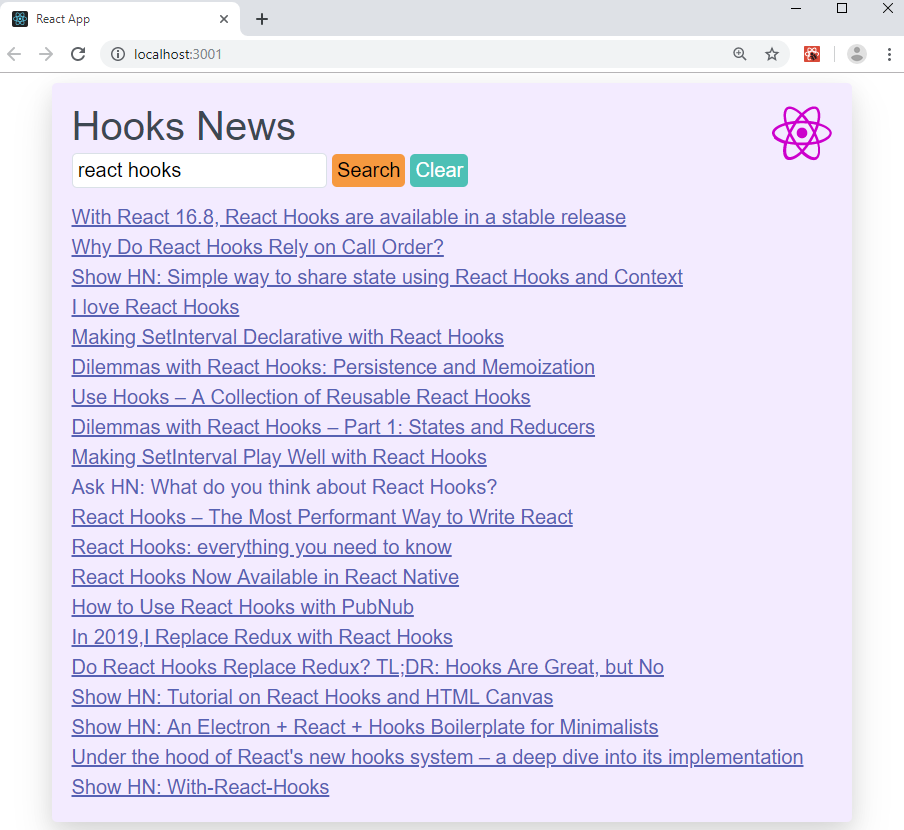 React App
localhost:3001
Hooks News
react hooks Search Clear
With React 16.8, React Hooks are available in a stable release
Why Do React Hooks Rely on Call Order?
Show HN: Simple way to share state using React Hooks and Context
I love React Hooks
Making SetInterval Declarative with React Hooks
Dilemmas with React Hooks: Persistence and Memoization
Use Hooks – A Collection of Reusable React Hooks
Dilemmas with React Hooks – Part 1: States and Reducers
Making SetInterval Play Well with React Hooks
Ask HN: What do you think about React Hooks?
React Hooks – The Most Performant Way to Write React
React Hooks: everything you need to know
React Hooks Now Available in React Native
How to Use React Hooks with PubNub
In 2019,I Replace Redux with React Hooks
Do React Hooks Replace Redux? TL;DR: Hooks Are Great, but No
Show HN: Tutorial on React Hooks and HTML Canvas
Show HN: An Electron + React + Hooks Boilerplate for Minimalists
Under the hood of React's new hooks system – a deep dive into its implementation
Show HN: With-React-Hooks